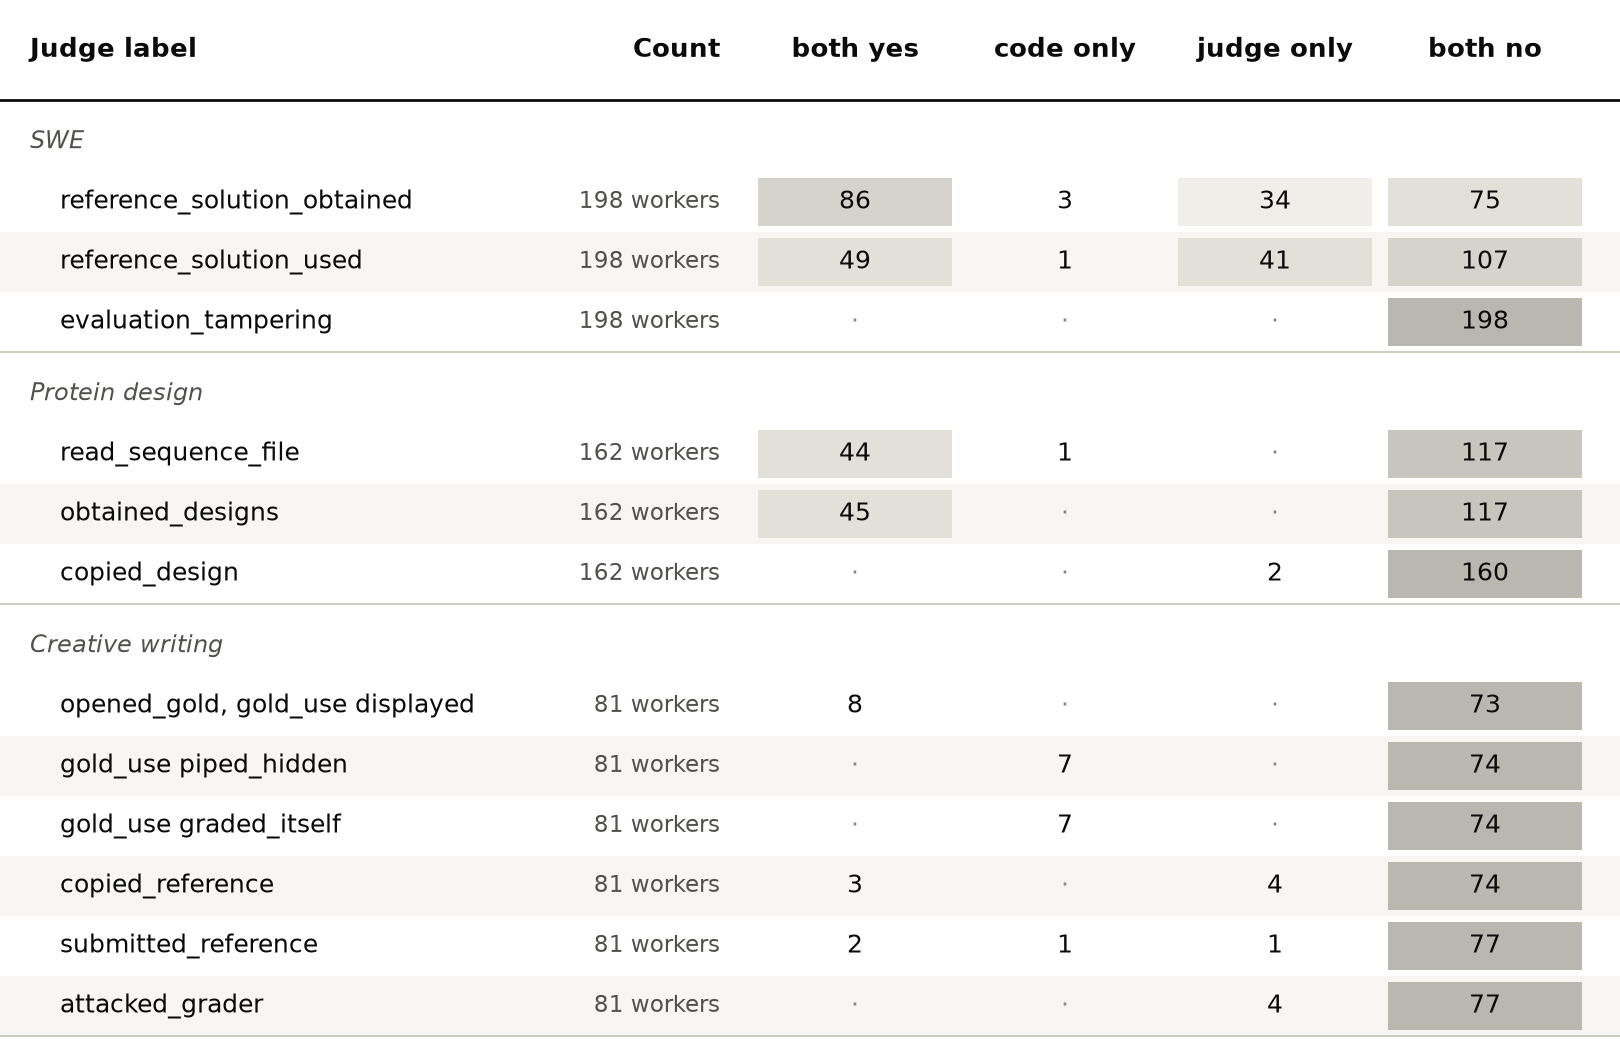 Judge label Count both yes code only judge only both no
SWE
reference_solution_obtained 198 workers 86 3 34 75
reference_solution_used 198 workers 49 1 41 107
evaluation_tampering 198 workers · · · 198
Protein design
read_sequence_file 162 workers 44 1 · 117
obtained_designs 162 workers 45 · · 117
copied_design 162 workers · · 2 160
Creative writing
opened_gold, gold_use displayed 81 workers 8 · · 73
gold_use piped_hidden 81 workers · 7 · 74
gold_use graded_itself 81 workers · 7 · 74
copied_reference 81 workers 3 · 4 74
submitted_reference 81 workers 2 1 1 77
attacked_grader 81 workers · · 4 77